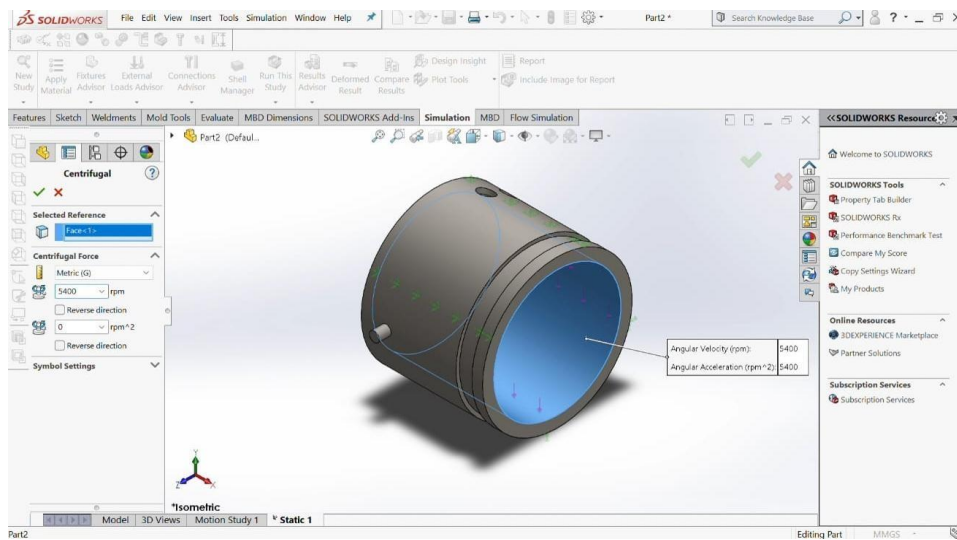 SOLIDWORKS File Edit View Insert Tools Simulation Window Help Part2 * Search Knowledge Base ?
New Study Apply Material Fixtures Advisor External Loads Advisor Connections Advisor Shell Manager Run This Study Results Advisor Deformed Result Compare Results Design Insight Plot Tools Report Include Image for Report
Features Sketch Weldments Mold Tools Evaluate MBD Dimensions SOLIDWORKS Add-Ins Simulation MBD Flow Simulation
Part2 (Defaul...
Centrifugal ?
Selected Reference
Face<1>
Centrifugal Force
Metric (G)
5400 rpm
Reverse direction
0 rpm^2
Reverse direction
Symbol Settings
Angular Velocity (rpm): 5400
Angular Acceleration (rpm^2): 5400
Y
Z X
*Isometric
<<SOLIDWORKS Resourc
Welcome to SOLIDWORKS
SOLIDWORKS Tools
Property Tab Builder
SOLIDWORKS Rx
Performance Benchmark Test
Compare My Score
Copy Settings Wizard
My Products
Online Resources
3DEXPERIENCE Marketplace
Partner Solutions
Subscription Services
Subscription Services
Model 3D Views Motion Study 1 Static 1
Part2 Editing Part MMGS